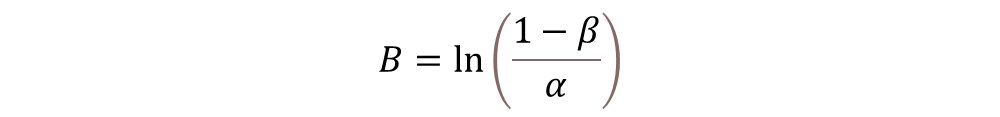 B = ln((1 − β)/α)